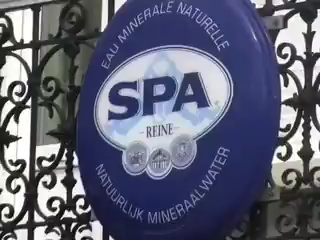 EAU MINERALE NATURELLE
SPA
- REINE -
NATUURLIJK MINERAALWATER